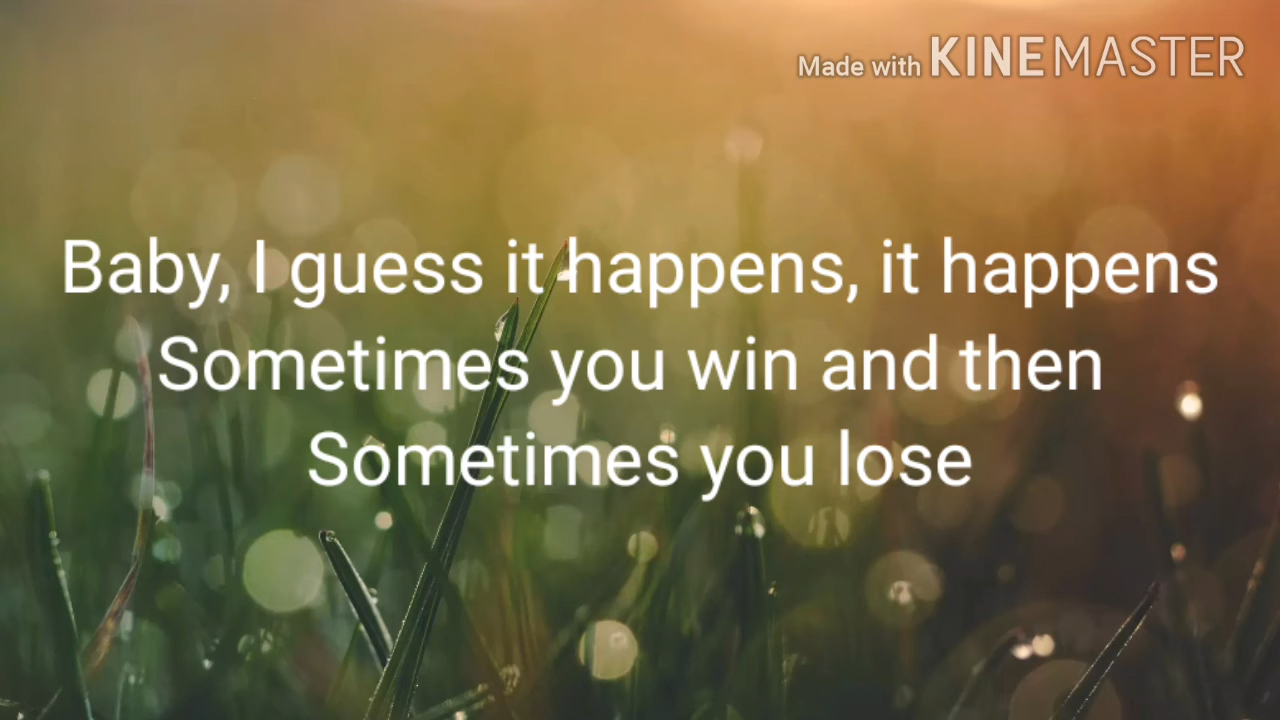 Made with KINEMASTER
Baby, I guess it happens, it happens
Sometimes you win and then
Sometimes you lose